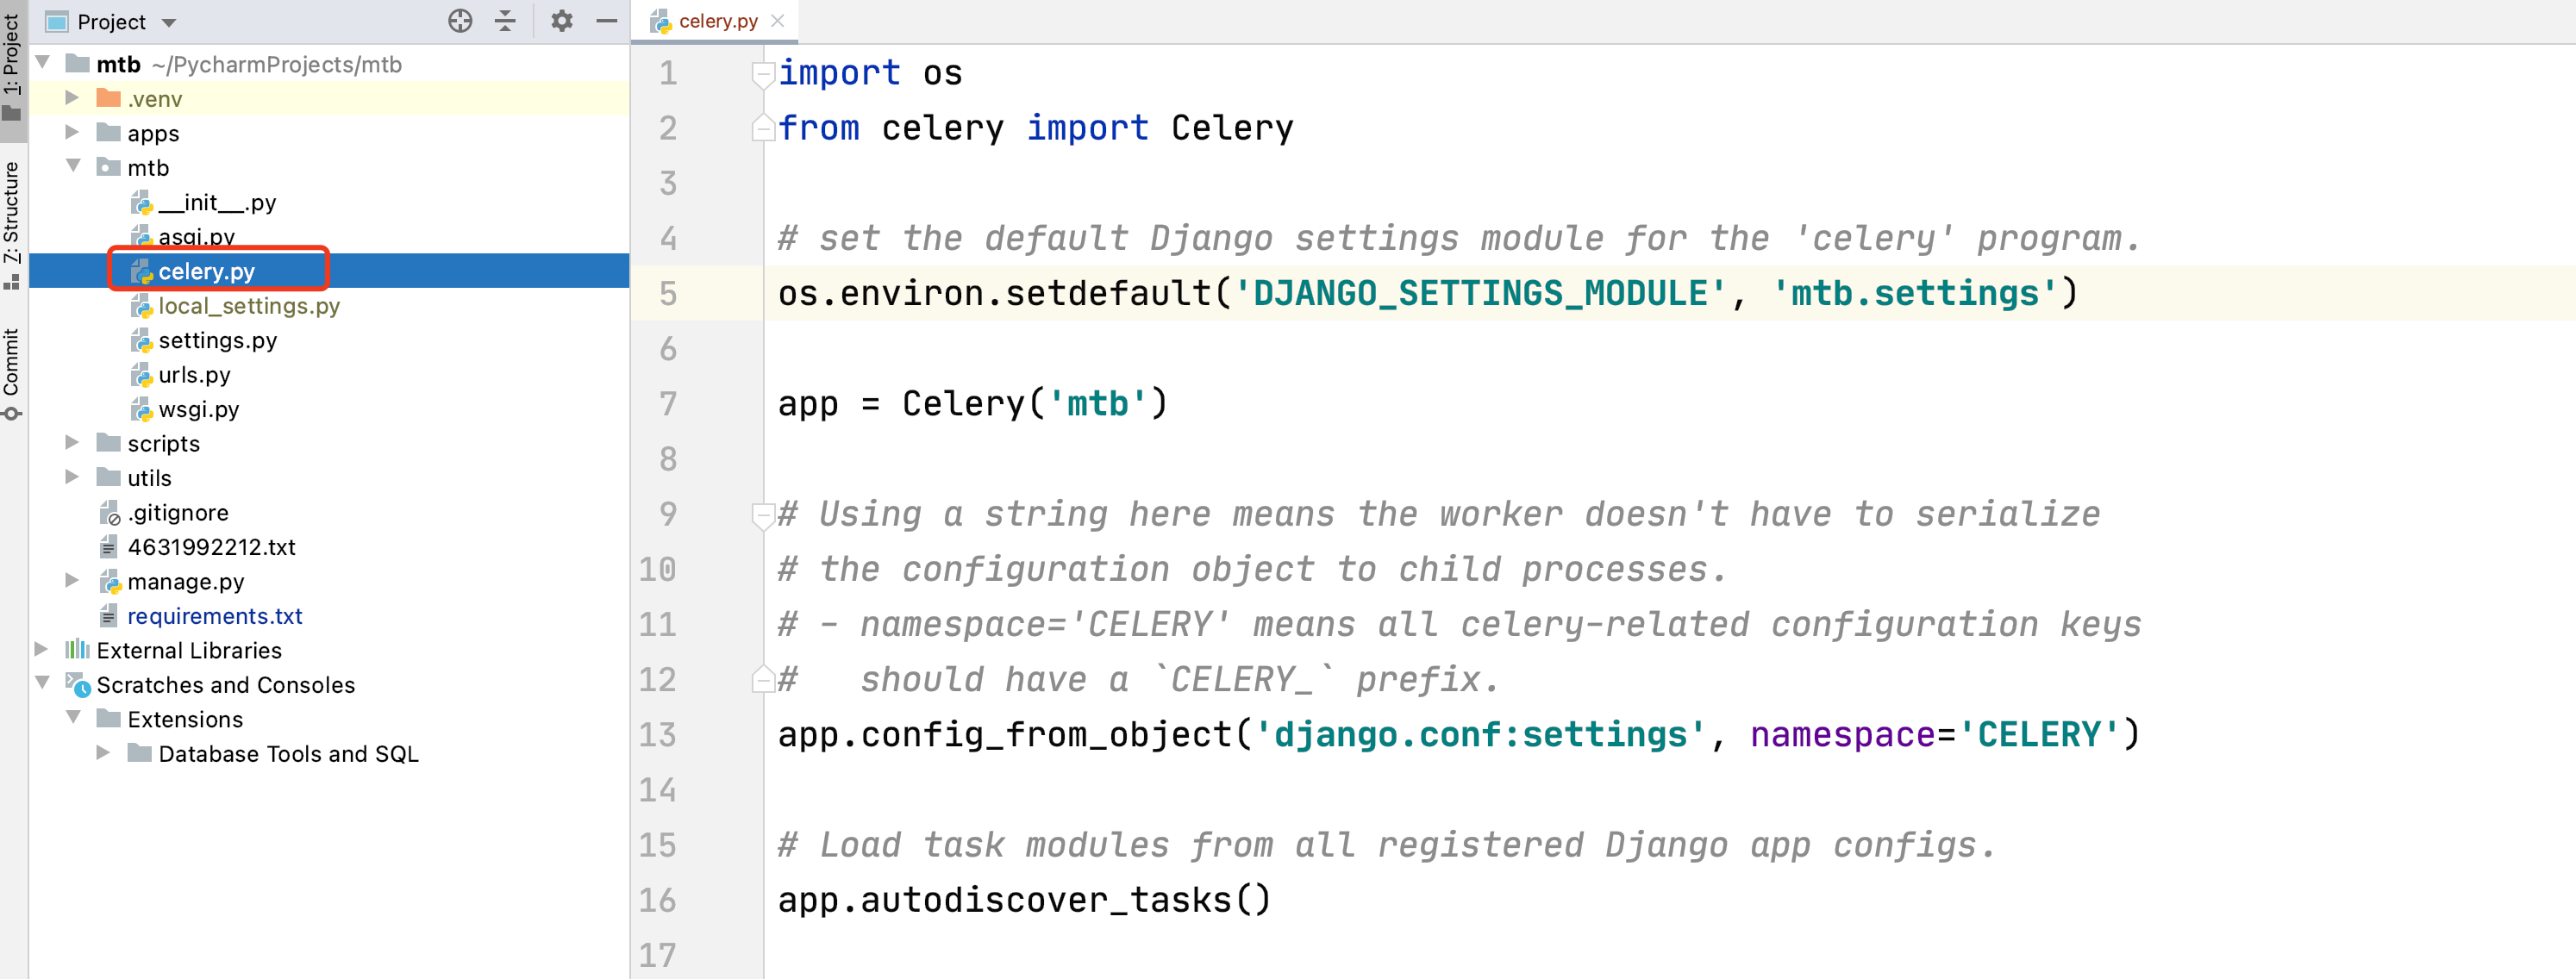 1: Project
Z: Structure
Commit
Project
mtb ~/PycharmProjects/mtb
.venv
apps
mtb
__init__.py
asgi.py
celery.py
local_settings.py
settings.py
urls.py
wsgi.py
scripts
utils
.gitignore
4631992212.txt
manage.py
requirements.txt
External Libraries
Scratches and Consoles
Extensions
Database Tools and SQL
celery.py
1 import os
2 from celery import Celery
3
4 # set the default Django settings module for the 'celery' program.
5 os.environ.setdefault('DJANGO_SETTINGS_MODULE', 'mtb.settings')
6
7 app = Celery('mtb')
8
9 # Using a string here means the worker doesn't have to serialize
10 # the configuration object to child processes.
11 # - namespace='CELERY' means all celery-related configuration keys
12 #   should have a `CELERY_` prefix.
13 app.config_from_object('django.conf:settings', namespace='CELERY')
14
15 # Load task modules from all registered Django app configs.
16 app.autodiscover_tasks()
17